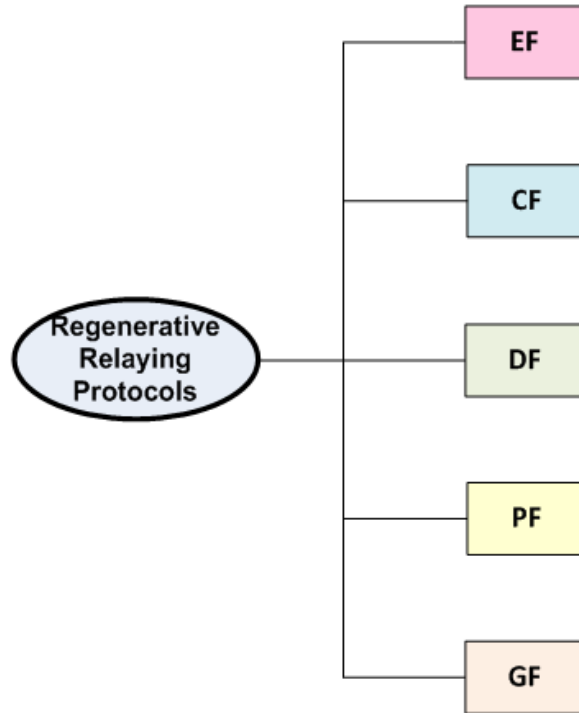 EF
CF
Regenerative
Relaying
Protocols
DF
PF
GF